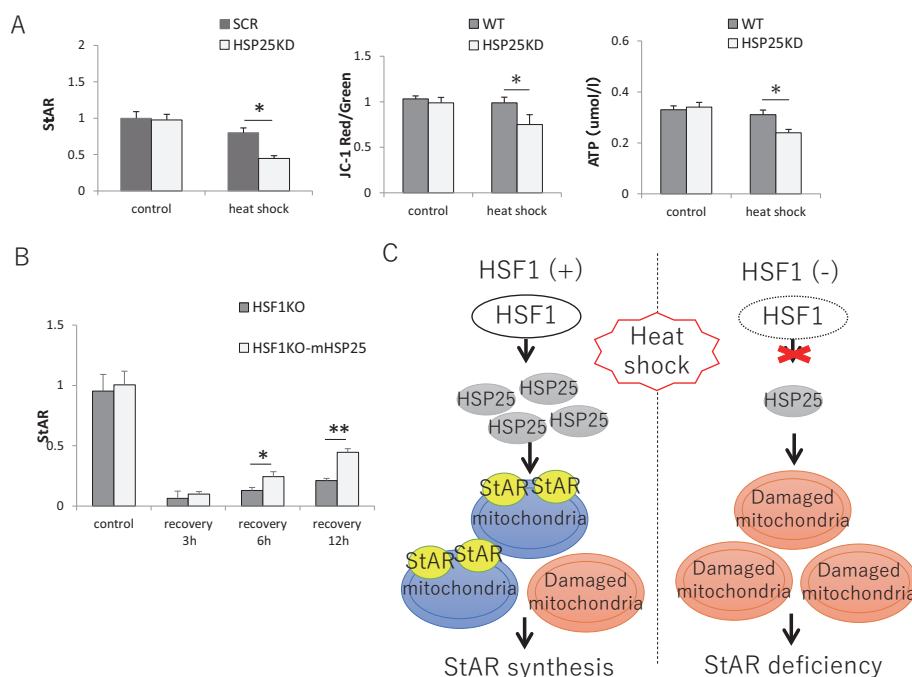 A
SCR
HSP25KD
StAR
1.5
1
0.5
0
control
heat shock
*
WT
HSP25KD
JC-1 Red/Green
1.5
1
0.5
0
control
heat shock
*
WT
HSP25KD
ATP (umol/l)
0.6
0.4
0.2
0
control
heat shock
*
B
HSF1KO
HSF1KO-mHSP25
StAR
1.5
1
0.5
0
control
recovery
3h
recovery
6h
recovery
12h
*
**
C
HSF1 (+)
HSF1
HSP25
HSP25
HSP25
HSP25
StAR
StAR
mitochondria
StAR
StAR
mitochondria
Damaged
mitochondria
StAR synthesis
Heat
shock
HSF1 (-)
HSF1
HSP25
Damaged
mitochondria
Damaged
mitochondria
Damaged
mitochondria
StAR deficiency